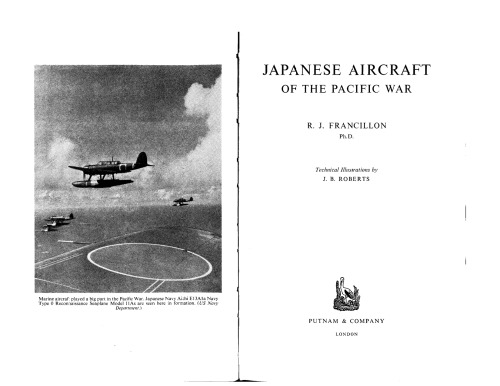 Marine aircraft played a big part in the Pacific War. Japanese Navy Aichi E13A1s Navy
Type 0 Reconnaissance Seaplane Model 11As are seen here in formation. (US Navy
Department.)
JAPANESE AIRCRAFT
OF THE PACIFIC WAR
R. J. FRANCILLON
Ph.D.
Technical Illustrations by
J. B. ROBERTS
PUTNAM & COMPANY
LONDON